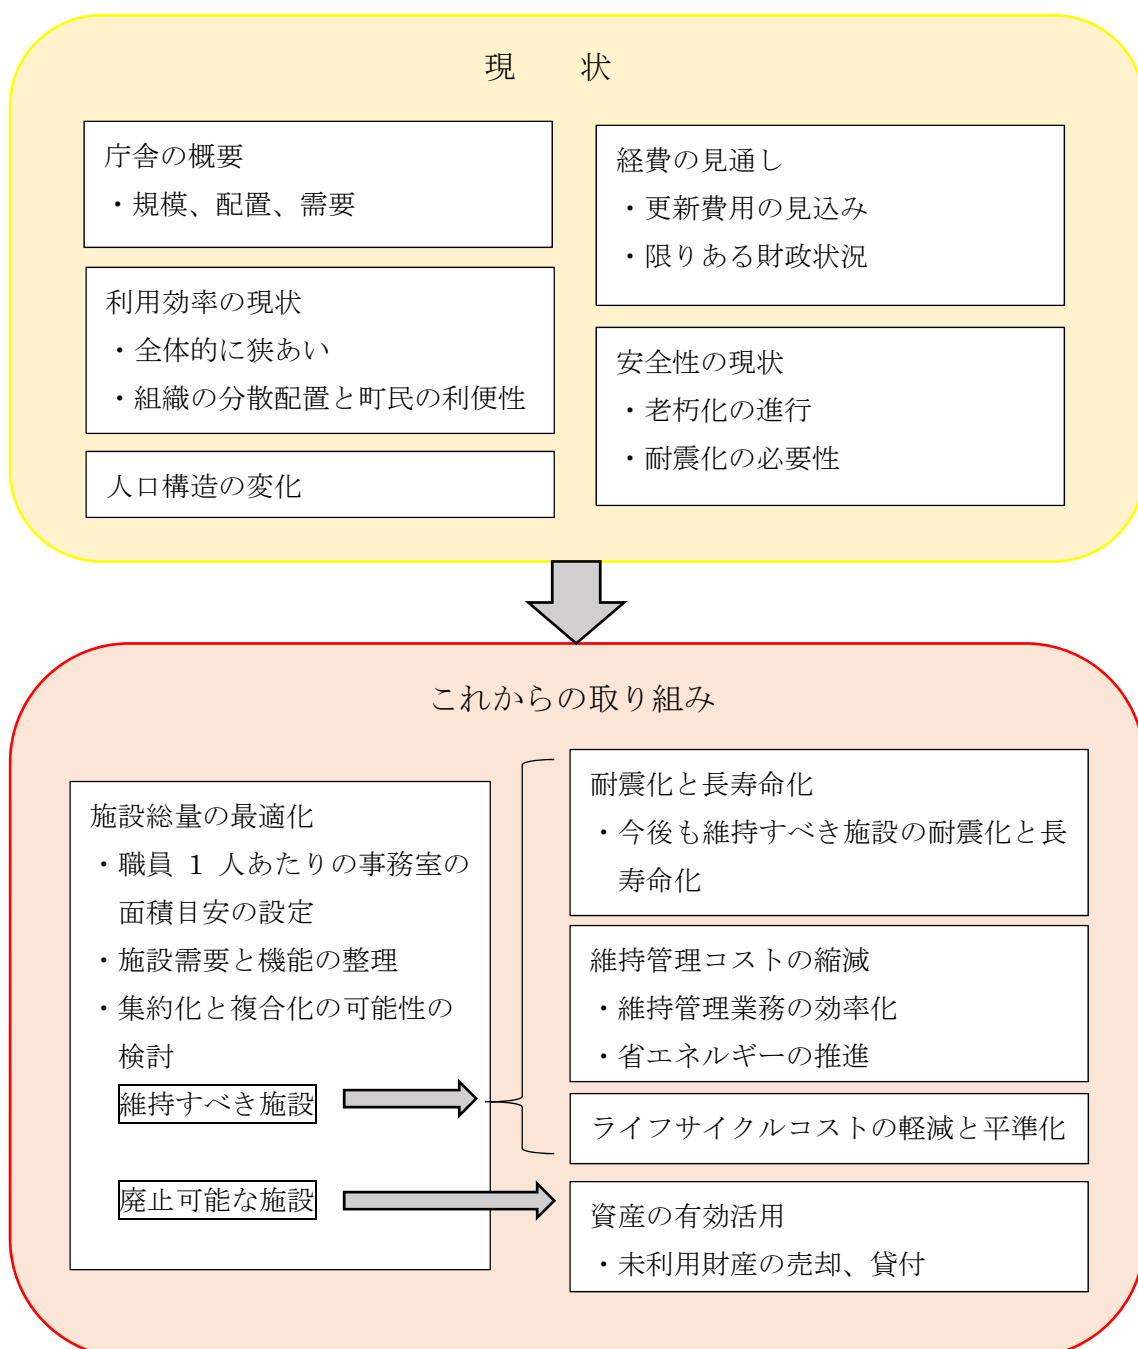 現　　状
庁舎の概要
・規模、配置、需要
利用効率の現状
・全体的に狭あい
・組織の分散配置と町民の利便性
人口構造の変化
経費の見通し
・更新費用の見込み
・限りある財政状況
安全性の現状
・老朽化の進行
・耐震化の必要性
これからの取り組み
施設総量の最適化
・職員 1 人あたりの事務室の
面積目安の設定
・施設需要と機能の整理
・集約化と複合化の可能性の
検討
維持すべき施設
廃止可能な施設
耐震化と長寿命化
・今後も維持すべき施設の耐震化と長
寿命化
維持管理コストの縮減
・維持管理業務の効率化
・省エネルギーの推進
ライフサイクルコストの軽減と平準化
資産の有効活用
・未利用財産の売却、貸付